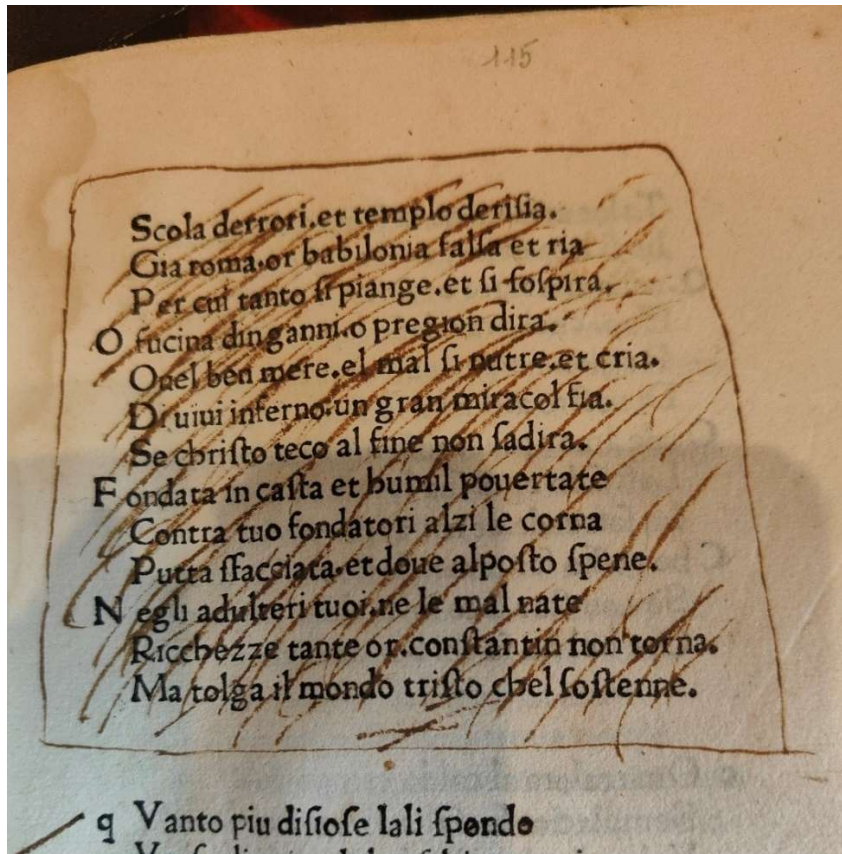 115
Scola derrori.et templo deriſia.
Gia roma.or babilonia falſa et ria
Per cui tanto ſi piange.et ſi ſoſpira.
O fucina dinganni.o pregion dira.
Oue l ben more.el mal ſi nutre.et cria.
Di uiui inferno.un gran miracol fia.
Se chriſto teco al fine non ſadira.
Fondata in caſta et humil pouertate
Contra tuo fondatori alzi le corna
Putta sfacciata.et doue alpoſto ſpene.
Negli adulteri tuoi.ne le mal nate
Ricchezze tante or.conſtantin non torna.
Ma tolga il mondo triſto chel ſoſtenne.
q Vanto piu diſioſe lali ſpando